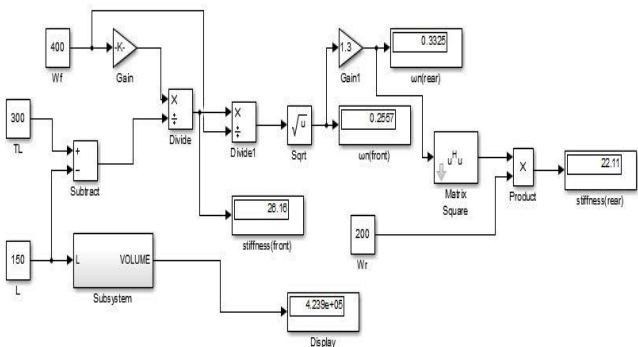 400
Wf
-K-
Gain
1.3
Gain1
0.3325
ωn(rear)
300
TL
+
−
Subtract
X
÷
Divide
X
÷
Divide1
√u
Sqrt
0.2557
ωn(front)
uᴴu
Matrix
Square
X
Product
22.11
stiffness(rear)
26.16
stiffness(front)
200
Wr
150
L
L
VOLUME
Subsystem
4.239e+05
Display